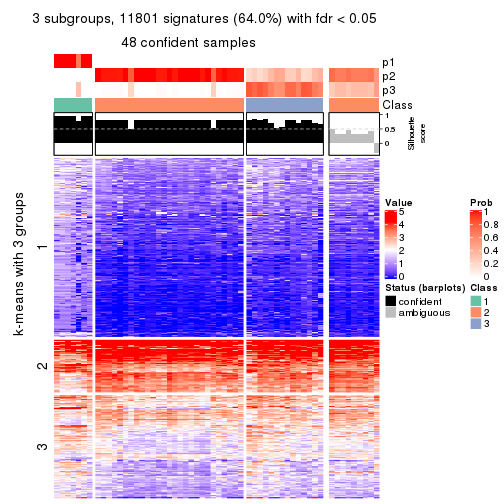 3 subgroups, 11801 signatures (64.0%) with fdr < 0.05
48 confident samples
p1
p2
p3
Class
1
0.5
0
Silhouette
score
k-means with 3 groups
1
2
3
Value
5
4
3
2
1
0
Prob
1
0.8
0.6
0.4
0.2
0
Status (barplots)
confident
ambiguous
Class
1
2
3